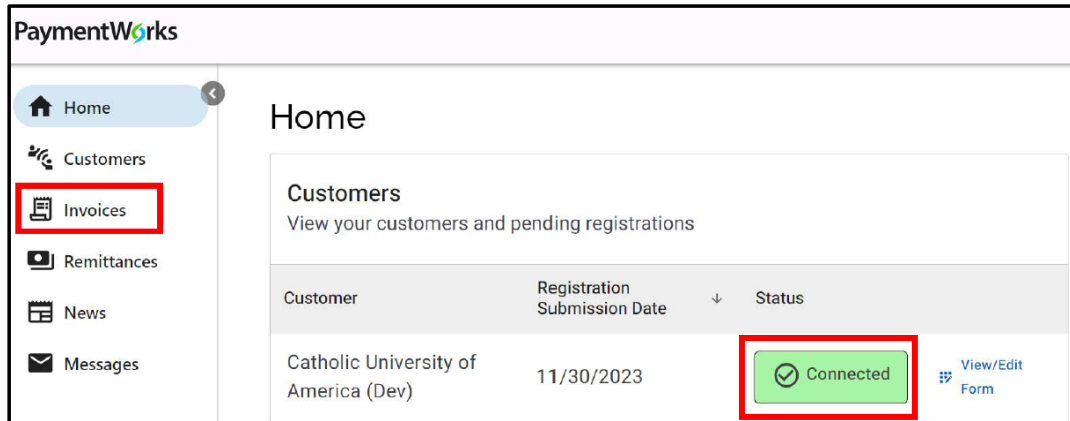 PaymentWorks
Home
Customers
Invoices
Remittances
News
Messages
Home
Customers
View your customers and pending registrations
Customer
Registration
Submission Date
Status
Catholic University of
America (Dev)
11/30/2023
Connected
View/Edit
Form